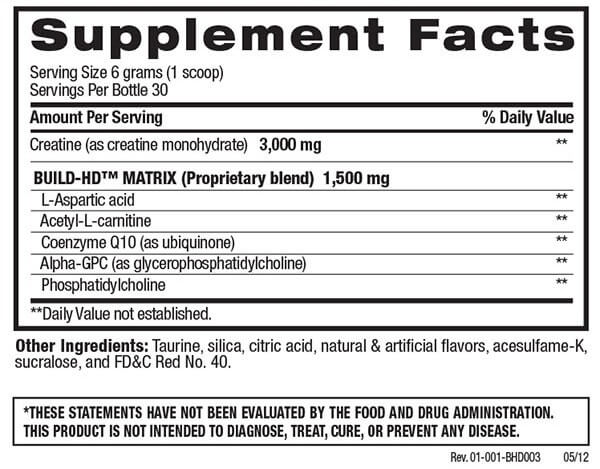 Supplement Facts
Serving Size 6 grams (1 scoop)
Servings Per Bottle 30
Amount Per Serving % Daily Value
Creatine (as creatine monohydrate) 3,000 mg **
BUILD-HD™ MATRIX (Proprietary blend) 1,500 mg
L-Aspartic acid **
Acetyl-L-carnitine **
Coenzyme Q10 (as ubiquinone) **
Alpha-GPC (as glycerophosphatidylcholine) **
Phosphatidylcholine **
**Daily Value not established.
Other Ingredients: Taurine, silica, citric acid, natural & artificial flavors, acesulfame-K,
sucralose, and FD&C Red No. 40.
*THESE STATEMENTS HAVE NOT BEEN EVALUATED BY THE FOOD AND DRUG ADMINISTRATION.
THIS PRODUCT IS NOT INTENDED TO DIAGNOSE, TREAT, CURE, OR PREVENT ANY DISEASE.
Rev. 01-001-BHD003 05/12